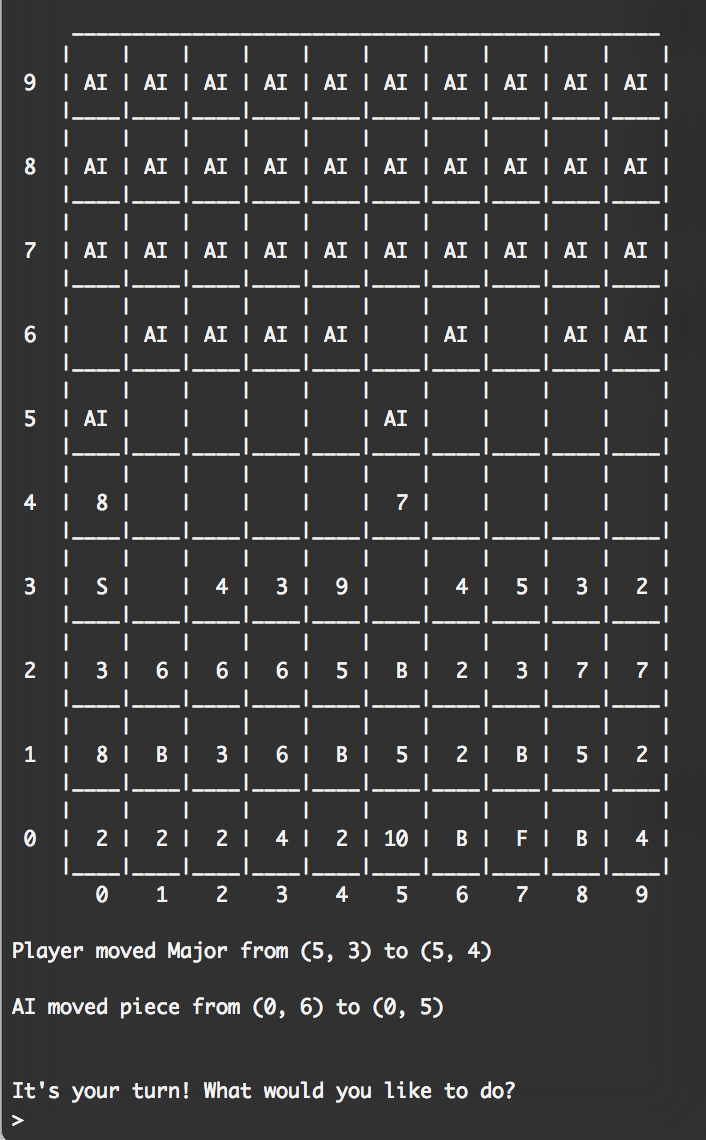 9 | AI | AI | AI | AI | AI | AI | AI | AI | AI | AI |
8 | AI | AI | AI | AI | AI | AI | AI | AI | AI | AI |
7 | AI | AI | AI | AI | AI | AI | AI | AI | AI | AI |
6 |    | AI | AI | AI | AI |    | AI |    | AI | AI |
5 | AI |    |    |    |    | AI |    |    |    |    |
4 |  8 |    |    |    |    |  7 |    |    |    |    |
3 |  S |    |  4 |  3 |  9 |    |  4 |  5 |  3 |  2 |
2 |  3 |  6 |  6 |  6 |  5 |  B |  2 |  3 |  7 |  7 |
1 |  8 |  B |  3 |  6 |  B |  5 |  2 |  B |  5 |  2 |
0 |  2 |  2 |  2 |  4 |  2 | 10 |  B |  F |  B |  4 |
0 1 2 3 4 5 6 7 8 9
Player moved Major from (5, 3) to (5, 4)
AI moved piece from (0, 6) to (0, 5)
It's your turn! What would you like to do?
>